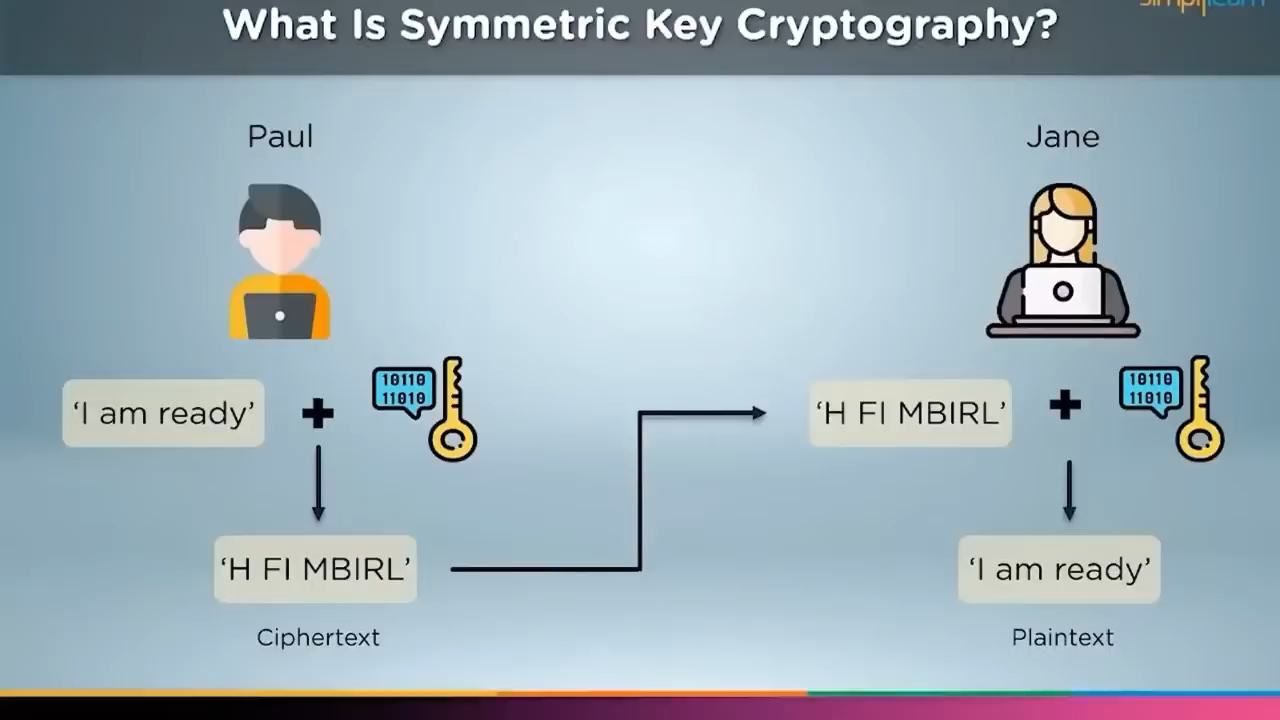 What Is Symmetric Key Cryptography?
simplilearn
Paul
Jane
‘I am ready’
10110
11010
‘H FI MBIRL’
10110
11010
‘H FI MBIRL’
‘I am ready’
Ciphertext
Plaintext